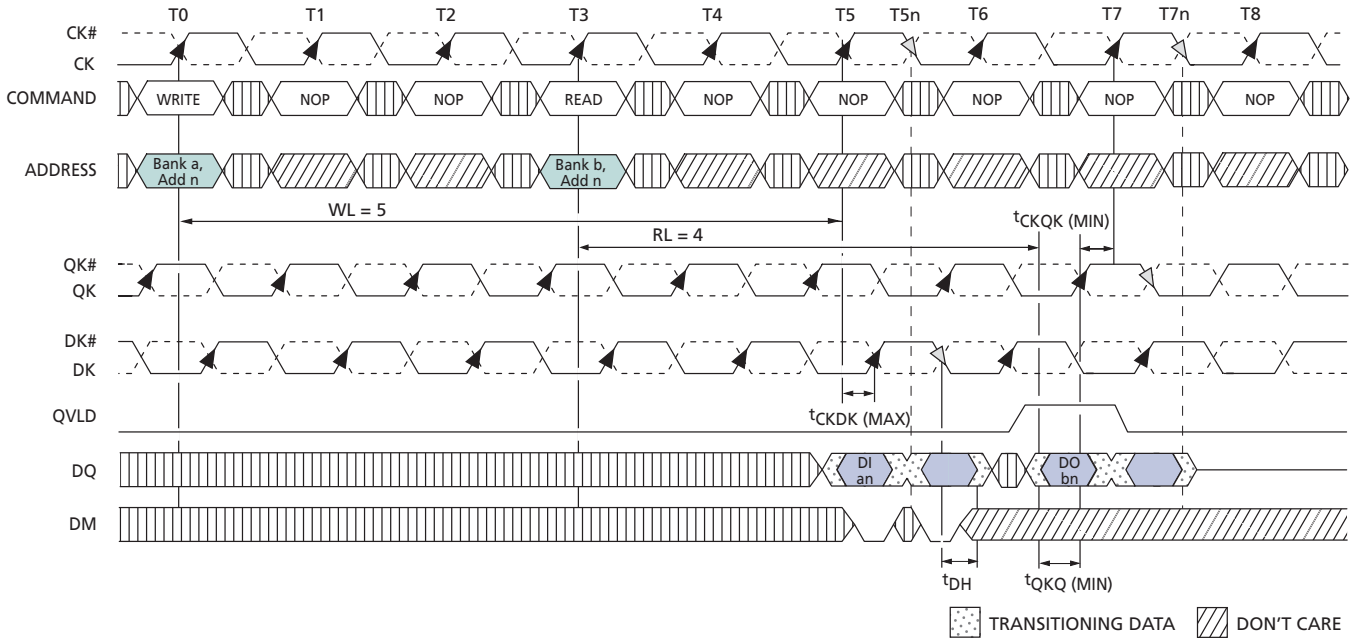 T0 T1 T2 T3 T4 T5 T5n T6 T7 T7n T8
CK#
CK
COMMAND WRITE NOP NOP READ NOP NOP NOP NOP NOP
ADDRESS Bank a, Add n Bank b, Add n
WL = 5
RL = 4
tCKQK (MIN)
QK#
QK
DK#
DK
tCKDK (MAX)
QVLD
DQ DI an DO bn
DM
tDH tQKQ (MIN)
TRANSITIONING DATA DON'T CARE